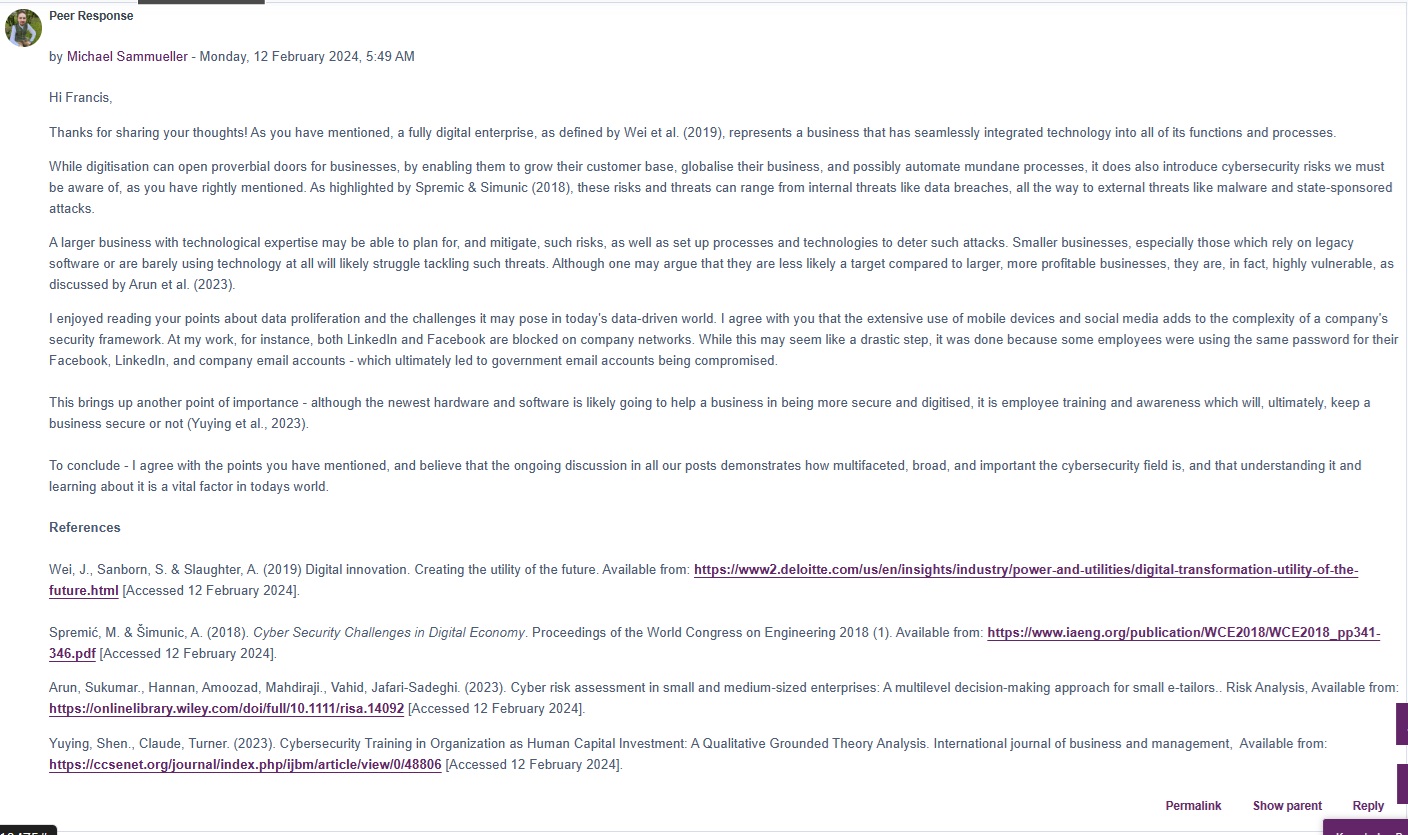 Peer Response
by Michael Sammueller - Monday, 12 February 2024, 5:49 AM
Hi Francis,
Thanks for sharing your thoughts! As you have mentioned, a fully digital enterprise, as defined by Wei et al. (2019), represents a business that has seamlessly integrated technology into all of its functions and processes.
While digitisation can open proverbial doors for businesses, by enabling them to grow their customer base, globalise their business, and possibly automate mundane processes, it does also introduce cybersecurity risks we must
be aware of, as you have rightly mentioned. As highlighted by Spremic & Simunic (2018), these risks and threats can range from internal threats like data breaches, all the way to external threats like malware and state-sponsored
attacks.
A larger business with technological expertise may be able to plan for, and mitigate, such risks, as well as set up processes and technologies to deter such attacks. Smaller businesses, especially those which rely on legacy
software or are barely using technology at all will likely struggle tackling such threats. Although one may argue that they are less likely a target compared to larger, more profitable businesses, they are, in fact, highly vulnerable, as
discussed by Arun et al. (2023).
I enjoyed reading your points about data proliferation and the challenges it may pose in today's data-driven world. I agree with you that the extensive use of mobile devices and social media adds to the complexity of a company's
security framework. At my work, for instance, both LinkedIn and Facebook are blocked on company networks. While this may seem like a drastic step, it was done because some employees were using the same password for their
Facebook, LinkedIn, and company email accounts - which ultimately led to government email accounts being compromised.
This brings up another point of importance - although the newest hardware and software is likely going to help a business in being more secure and digitised, it is employee training and awareness which will, ultimately, keep a
business secure or not (Yuying et al., 2023).
To conclude - I agree with the points you have mentioned, and believe that the ongoing discussion in all our posts demonstrates how multifaceted, broad, and important the cybersecurity field is, and that understanding it and
learning about it is a vital factor in todays world.
References
Wei, J., Sanborn, S. & Slaughter, A. (2019) Digital innovation. Creating the utility of the future. Available from: https://www2.deloitte.com/us/en/insights/industry/power-and-utilities/digital-transformation-utility-of-the-
future.html [Accessed 12 February 2024].
Spremić, M. & Šimunic, A. (2018). Cyber Security Challenges in Digital Economy. Proceedings of the World Congress on Engineering 2018 (1). Available from: https://www.iaeng.org/publication/WCE2018/WCE2018_pp341-
346.pdf [Accessed 12 February 2024].
Arun, Sukumar., Hannan, Amoozad, Mahdiraji., Vahid, Jafari-Sadeghi. (2023). Cyber risk assessment in small and medium-sized enterprises: A multilevel decision-making approach for small e-tailors.. Risk Analysis, Available from:
https://onlinelibrary.wiley.com/doi/full/10.1111/risa.14092 [Accessed 12 February 2024].
Yuying, Shen., Claude, Turner. (2023). Cybersecurity Training in Organization as Human Capital Investment: A Qualitative Grounded Theory Analysis. International journal of business and management, Available from:
https://ccsenet.org/journal/index.php/ijbm/article/view/0/48806 [Accessed 12 February 2024].
Permalink Show parent Reply